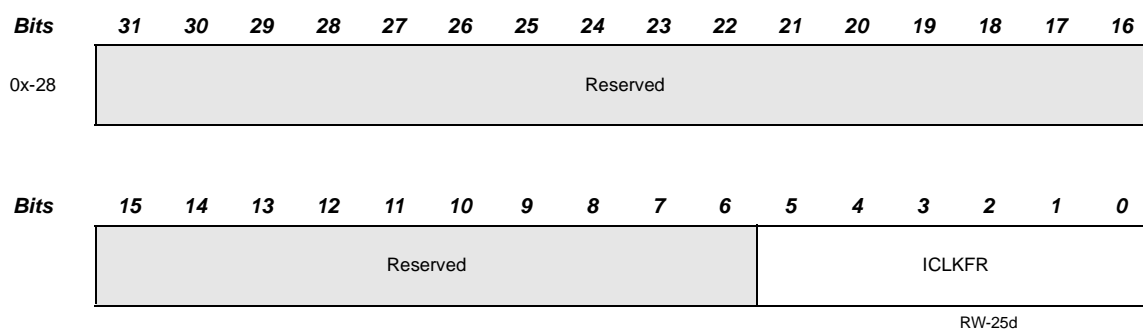 Bits 31 30 29 28 27 26 25 24 23 22 21 20 19 18 17 16
0x-28 Reserved
Bits 15 14 13 12 11 10 9 8 7 6 5 4 3 2 1 0
Reserved ICLKFR
RW-25d